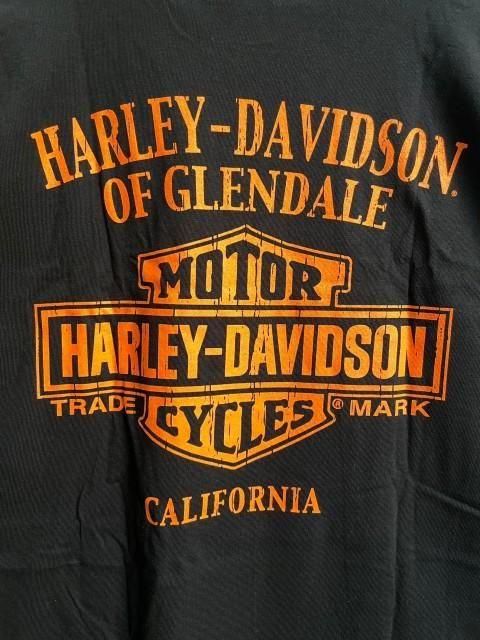 HARLEY-DAVIDSON®
OF GLENDALE
MOTOR
HARLEY-DAVIDSON
TRADE ® MARK
CYCLES
CALIFORNIA